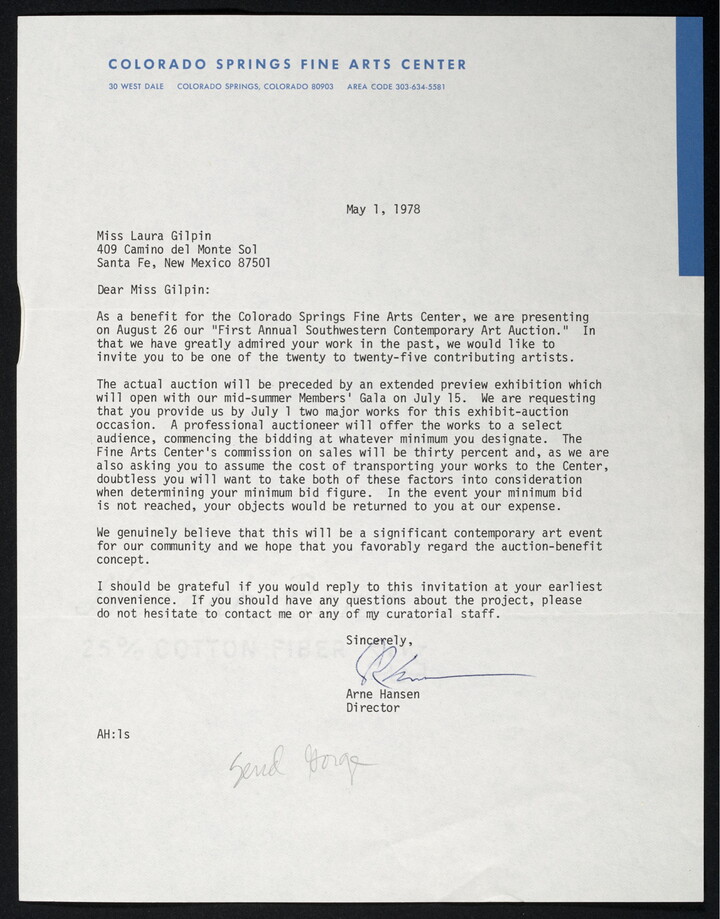 COLORADO SPRINGS FINE ARTS CENTER
30 WEST DALE COLORADO SPRINGS, COLORADO 80903 AREA CODE 303-634-5581
May 1, 1978
Miss Laura Gilpin
409 Camino del Monte Sol
Santa Fe, New Mexico 87501
Dear Miss Gilpin:
As a benefit for the Colorado Springs Fine Arts Center, we are presenting
on August 26 our "First Annual Southwestern Contemporary Art Auction." In
that we have greatly admired your work in the past, we would like to
invite you to be one of the twenty to twenty-five contributing artists.
The actual auction will be preceded by an extended preview exhibition which
will open with our mid-summer Members' Gala on July 15. We are requesting
that you provide us by July 1 two major works for this exhibit-auction
occasion. A professional auctioneer will offer the works to a select
audience, commencing the bidding at whatever minimum you designate. The
Fine Arts Center's commission on sales will be thirty percent and, as we are
also asking you to assume the cost of transporting your works to the Center,
doubtless you will want to take both of these factors into consideration
when determining your minimum bid figure. In the event your minimum bid
is not reached, your objects would be returned to you at our expense.
We genuinely believe that this will be a significant contemporary art event
for our community and we hope that you favorably regard the auction-benefit
concept.
I should be grateful if you would reply to this invitation at your earliest
convenience. If you should have any questions about the project, please
do not hesitate to contact me or any of my curatorial staff.
Sincerely,
25% COTTON FIBER
Arne Hansen
Director
AH:ls
Send